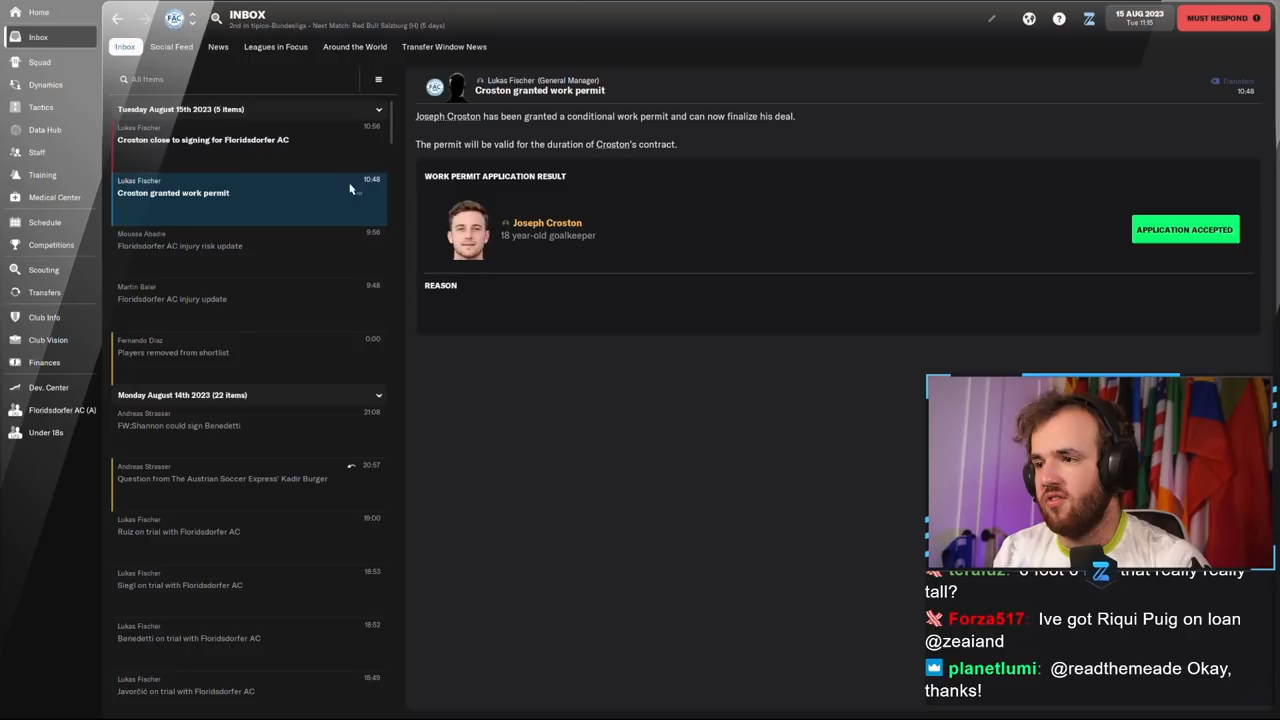 Home
Inbox
Squad
Dynamics
Tactics
Data Hub
Staff
Training
Medical Center
Schedule
Competitions
Scouting
Transfers
Club Info
Club Vision
Finances
Dev. Center
Floridsdorfer AC (A)
Under 18s
FAC
INBOX
2nd in tipico-Bundesliga - Next Match: Red Bull Salzburg (H) (5 days)
15 AUG 2023
Tue 11:15
MUST RESPOND
Inbox
Social Feed
News
Leagues in Focus
Around the World
Transfer Window News
All Items
Tuesday August 15th 2023 (5 items)
Lukas Fischer 10:56
Croston close to signing for Floridsdorfer AC
Lukas Fischer 10:48
Croston granted work permit
Moussa Abadie 9:56
Floridsdorfer AC injury risk update
Martin Baier 9:48
Floridsdorfer AC injury update
Fernando Diaz 0:00
Players removed from shortlist
Monday August 14th 2023 (22 items)
Andreas Strasser 21:08
FW:Shannon could sign Benedetti
Andreas Strasser 20:57
Question from The Austrian Soccer Express' Kadir Burger
Lukas Fischer 19:00
Ruiz on trial with Floridsdorfer AC
Lukas Fischer 18:53
Siegl on trial with Floridsdorfer AC
Lukas Fischer 18:52
Benedetti on trial with Floridsdorfer AC
Lukas Fischer 18:49
Javorčić on trial with Floridsdorfer AC
FAC
Lukas Fischer (General Manager)
Croston granted work permit
Transfers
10:48
Joseph Croston has been granted a conditional work permit and can now finalize his deal.
The permit will be valid for the duration of Croston's contract.
WORK PERMIT APPLICATION RESULT
Joseph Croston
18 year-old goalkeeper
APPLICATION ACCEPTED
REASON
that really really
tall?
Forza517: Ive got Riqui Puig on loan
@zeaiand
planetlumi: @readthemeade Okay,
thanks!